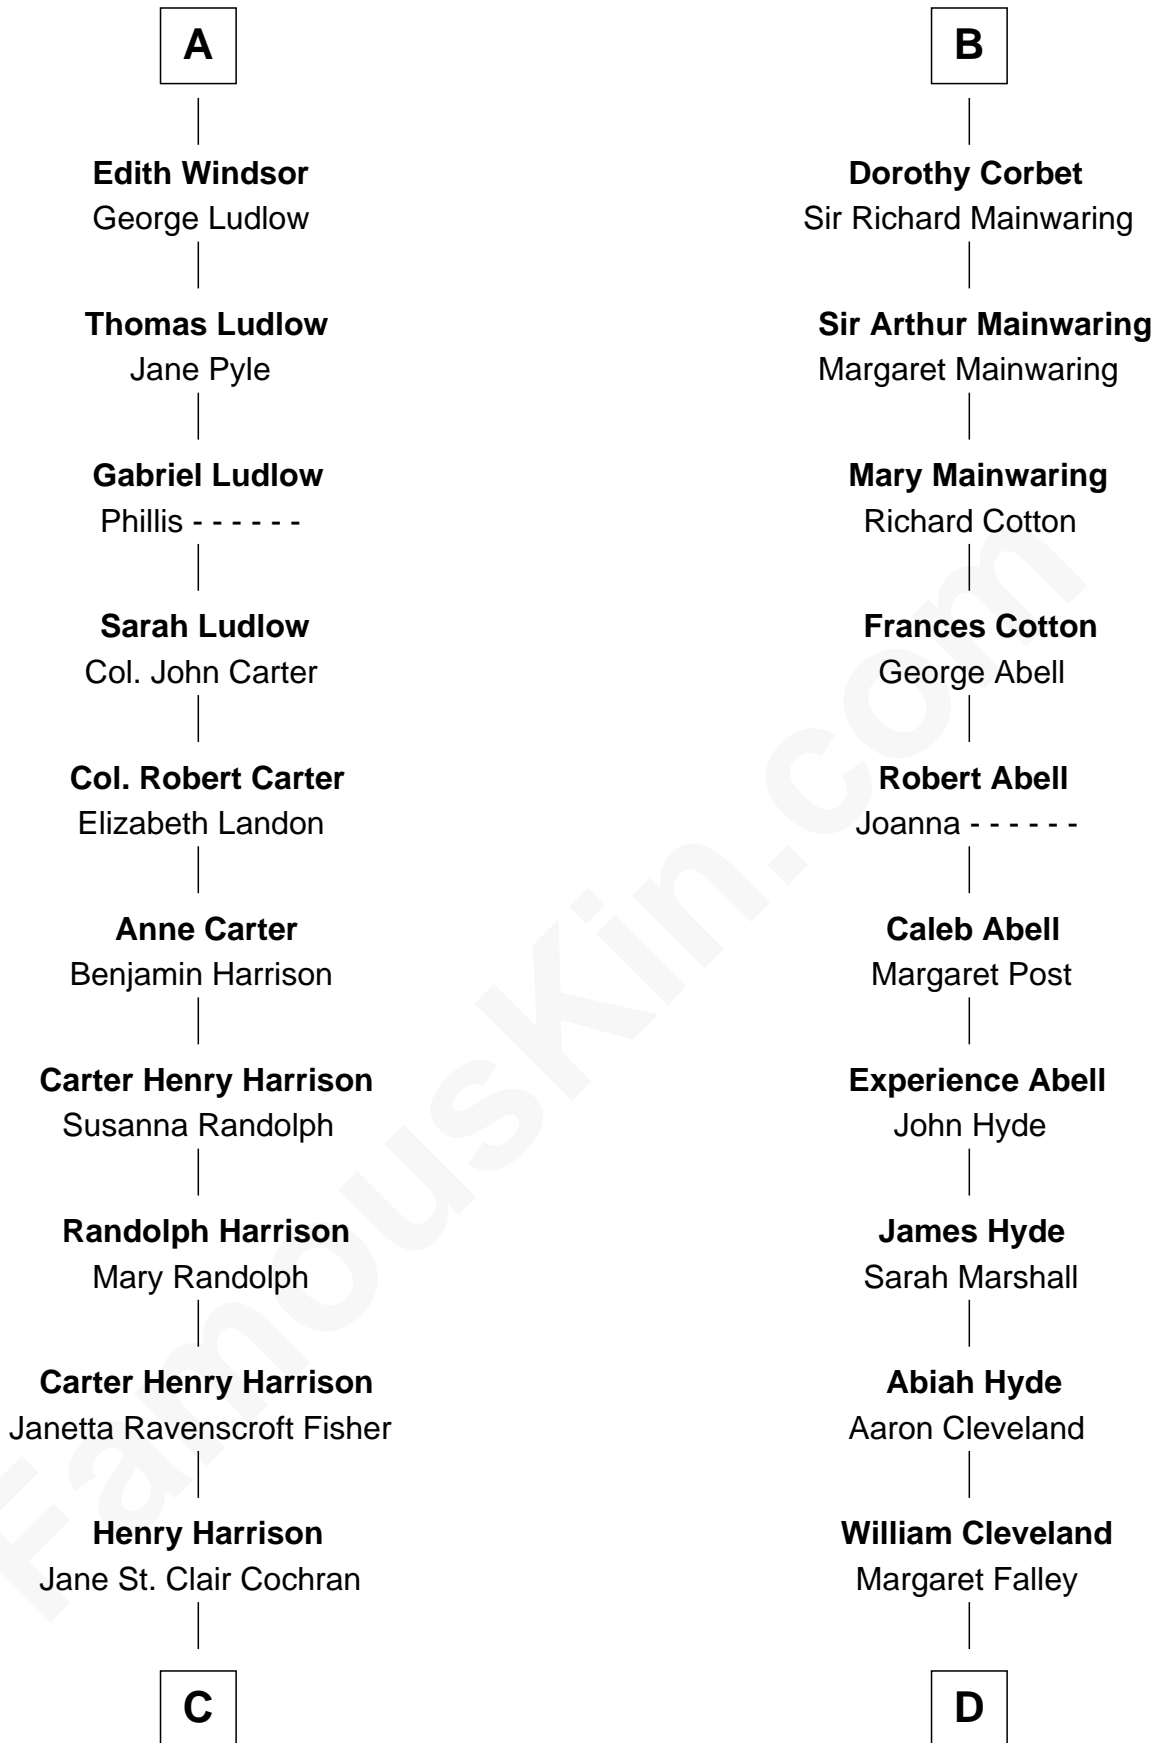 A
Edith Windsor
George Ludlow
Thomas Ludlow
Jane Pyle
Gabriel Ludlow
Phillis - - - - - -
Sarah Ludlow
Col. John Carter
Col. Robert Carter
Elizabeth Landon
Anne Carter
Benjamin Harrison
Carter Henry Harrison
Susanna Randolph
Randolph Harrison
Mary Randolph
Carter Henry Harrison
Janetta Ravenscroft Fisher
Henry Harrison
Jane St. Clair Cochran
C
B
Dorothy Corbet
Sir Richard Mainwaring
Sir Arthur Mainwaring
Margaret Mainwaring
Mary Mainwaring
Richard Cotton
Frances Cotton
George Abell
Robert Abell
Joanna - - - - - -
Caleb Abell
Margaret Post
Experience Abell
John Hyde
James Hyde
Sarah Marshall
Abiah Hyde
Aaron Cleveland
William Cleveland
Margaret Falley
D
FamousKin.com